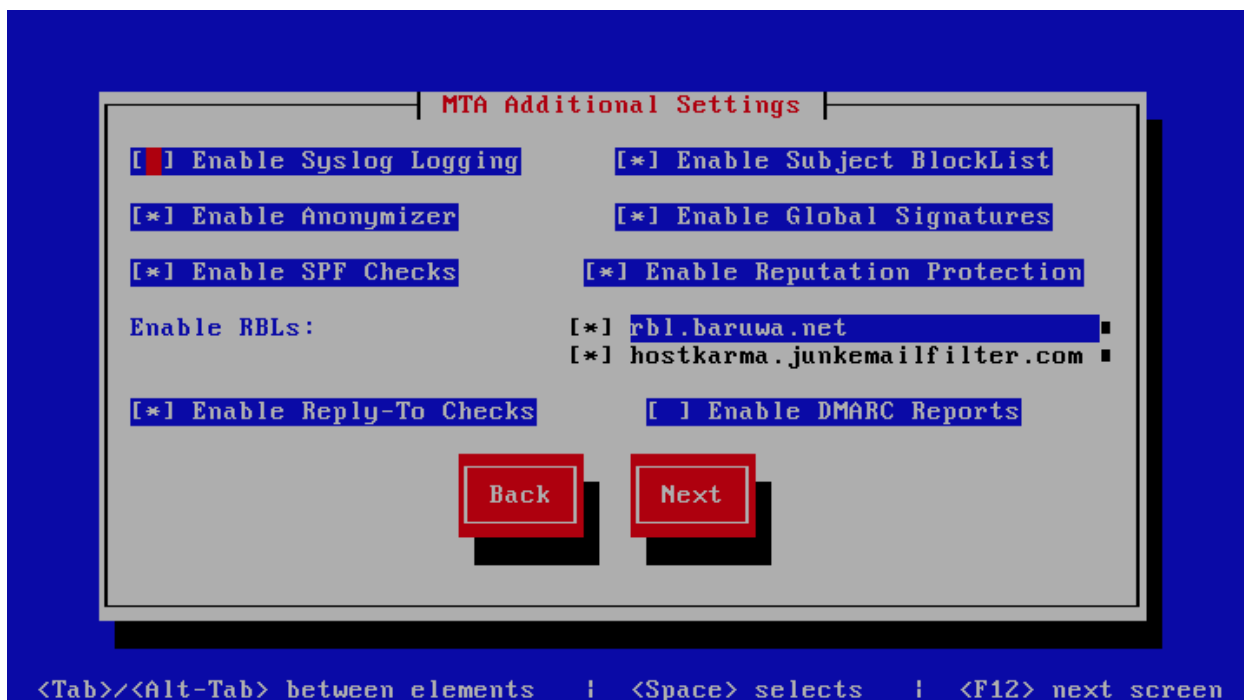 MTA Additional Settings
[ ] Enable Syslog Logging [*] Enable Subject BlockList
[*] Enable Anonymizer [*] Enable Global Signatures
[*] Enable SPF Checks [*] Enable Reputation Protection
Enable RBLs: [*] rbl.baruwa.net
[*] hostkarma.junkemailfilter.com
[*] Enable Reply-To Checks [ ] Enable DMARC Reports
Back Next
<Tab>/<Alt-Tab> between elements | <Space> selects | <F12> next screen